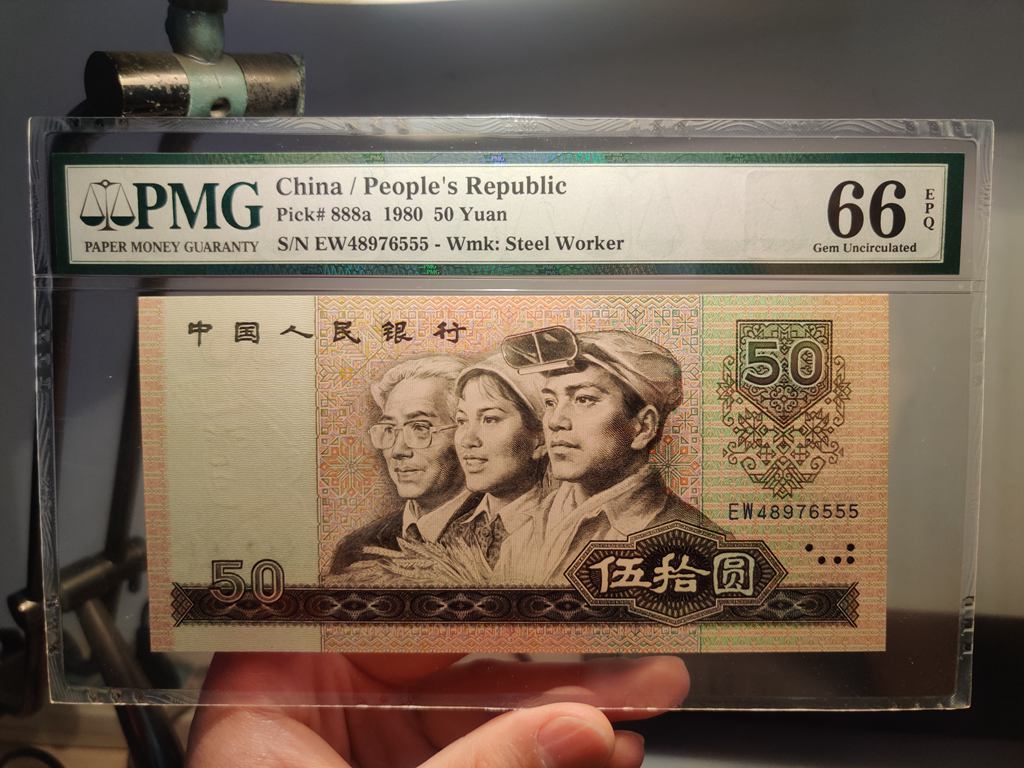 PMG
PAPER MONEY GUARANTY
China / People's Republic
Pick# 888a 1980 50 Yuan
S/N EW48976555 - Wmk: Steel Worker
66
EPQ
Gem Uncirculated
中国人民银行
50
EW48976555
50
伍拾圆